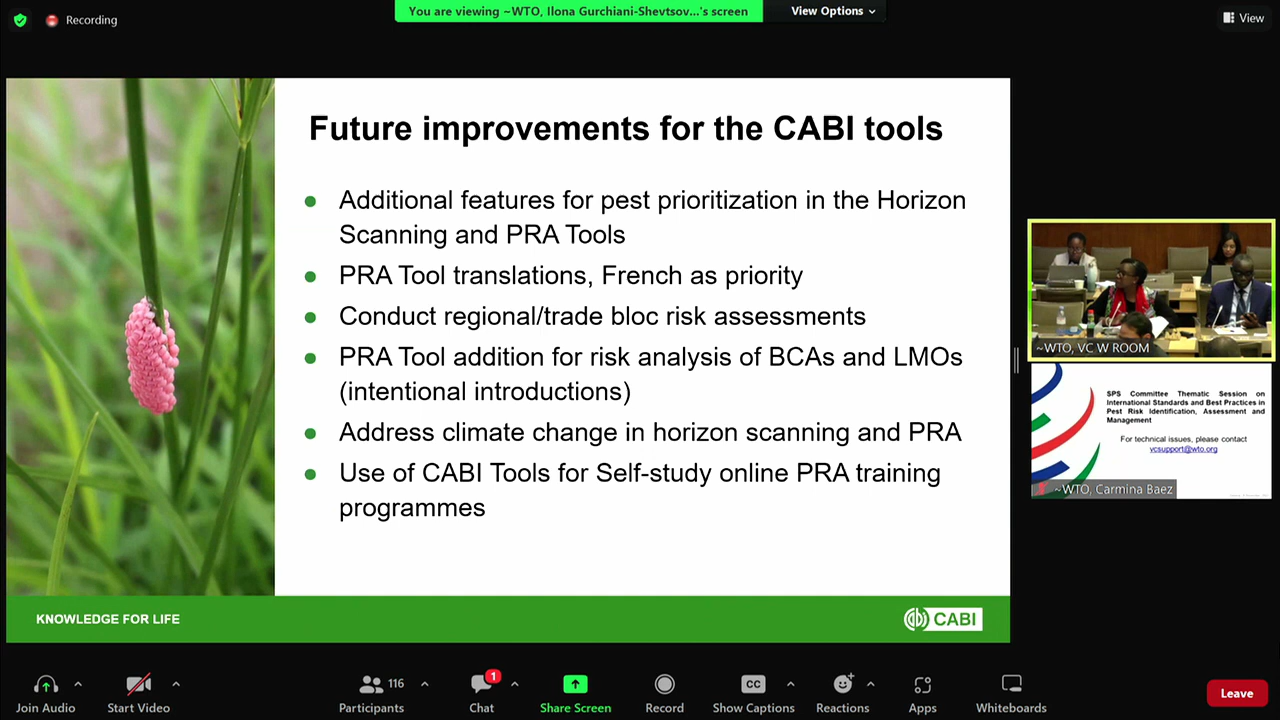 Recording
You are viewing ~WTO, Ilona Gurchiani-Shevtsov...'s screen
View Options
View
Future improvements for the CABI tools
Additional features for pest prioritization in the Horizon
Scanning and PRA Tools
PRA Tool translations, French as priority
Conduct regional/trade bloc risk assessments
PRA Tool addition for risk analysis of BCAs and LMOs
(intentional introductions)
Address climate change in horizon scanning and PRA
Use of CABI Tools for Self-study online PRA training
programmes
KNOWLEDGE FOR LIFE
CABI
~WTO, VC W ROOM
SPS Committee Thematic Session on
International Standards and Best Practices in
Pest Risk Identification, Assessment and
Management
For technical issues, please contact
vcsupport@wto.org
~WTO, Carmina Baez
Join Audio
Start Video
116
Participants
1
Chat
Share Screen
Record
CC
Show Captions
Reactions
Apps
Whiteboards
Leave